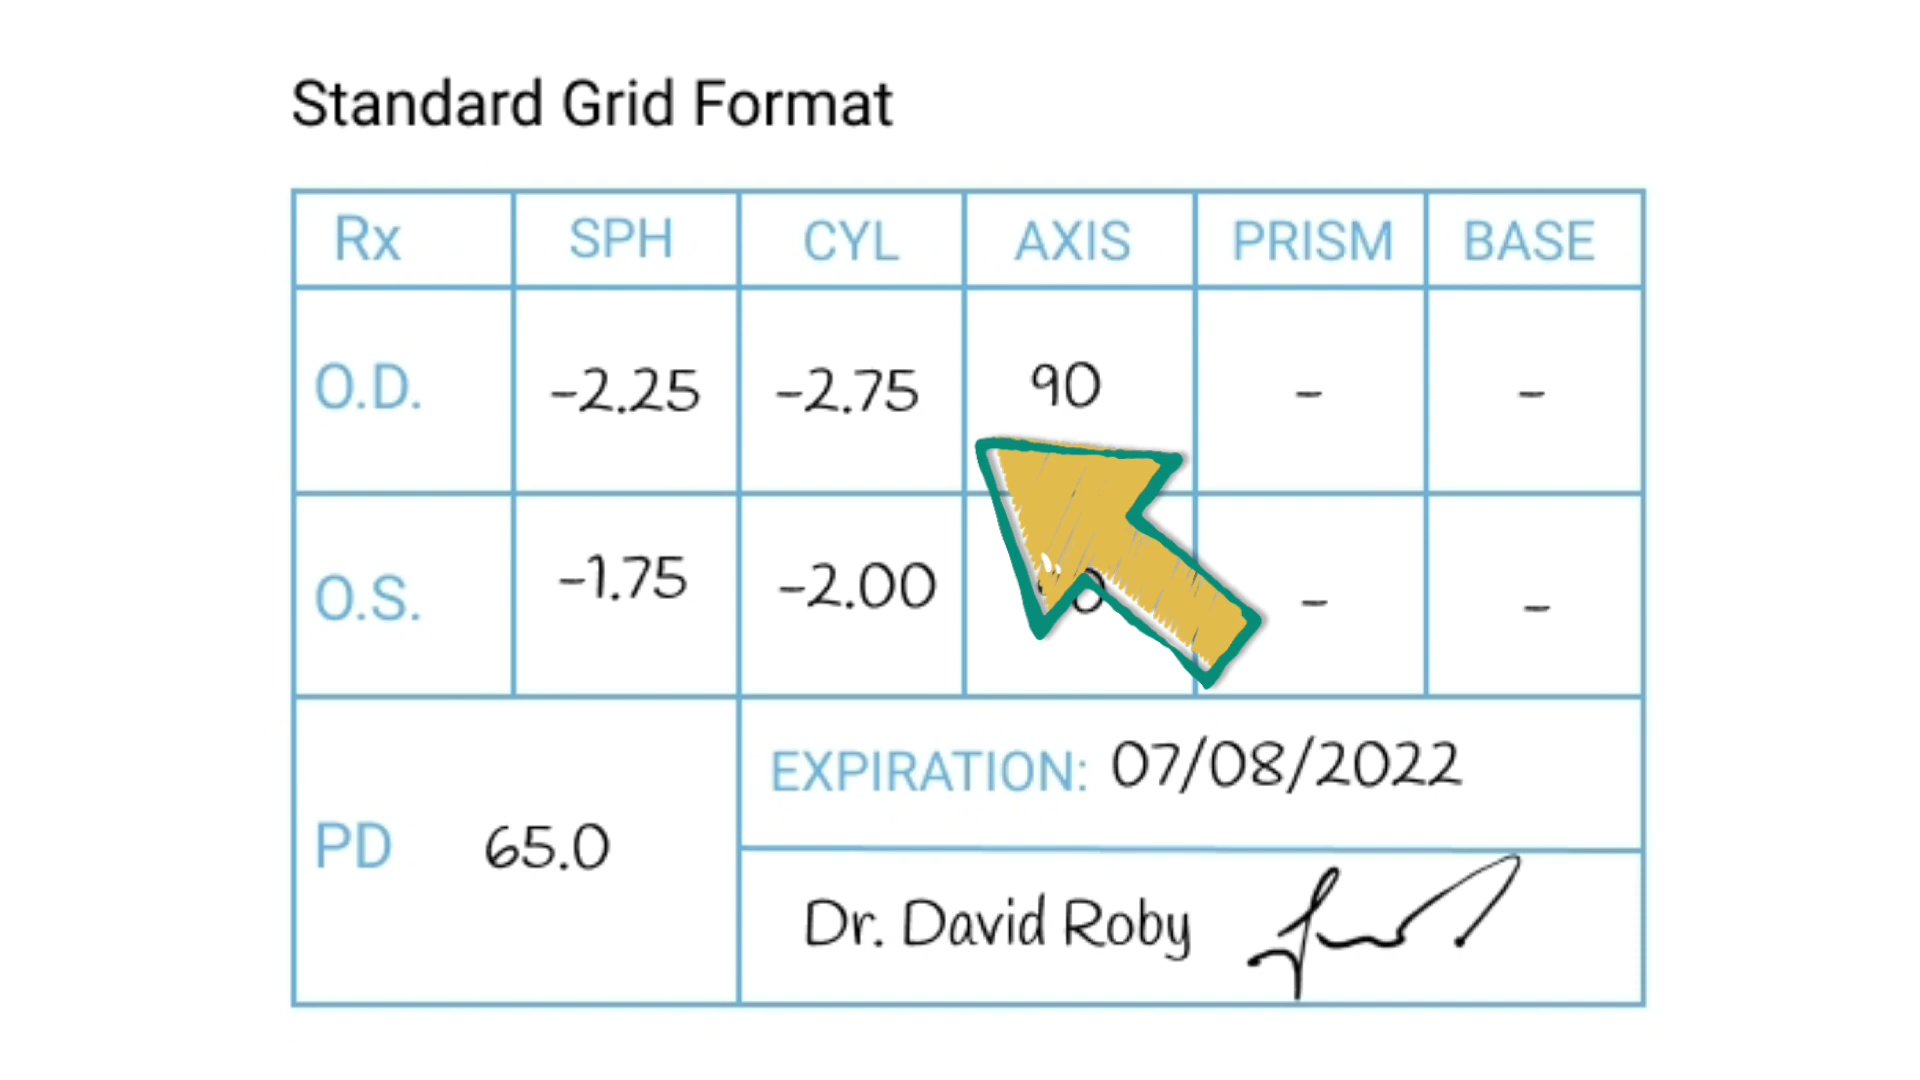 Standard Grid Format
Rx SPH CYL AXIS PRISM BASE
O.D. -2.25 -2.75 90 - -
O.S. -1.75 -2.00 - -
PD 65.0
EXPIRATION: 07/08/2022
Dr. David Roby